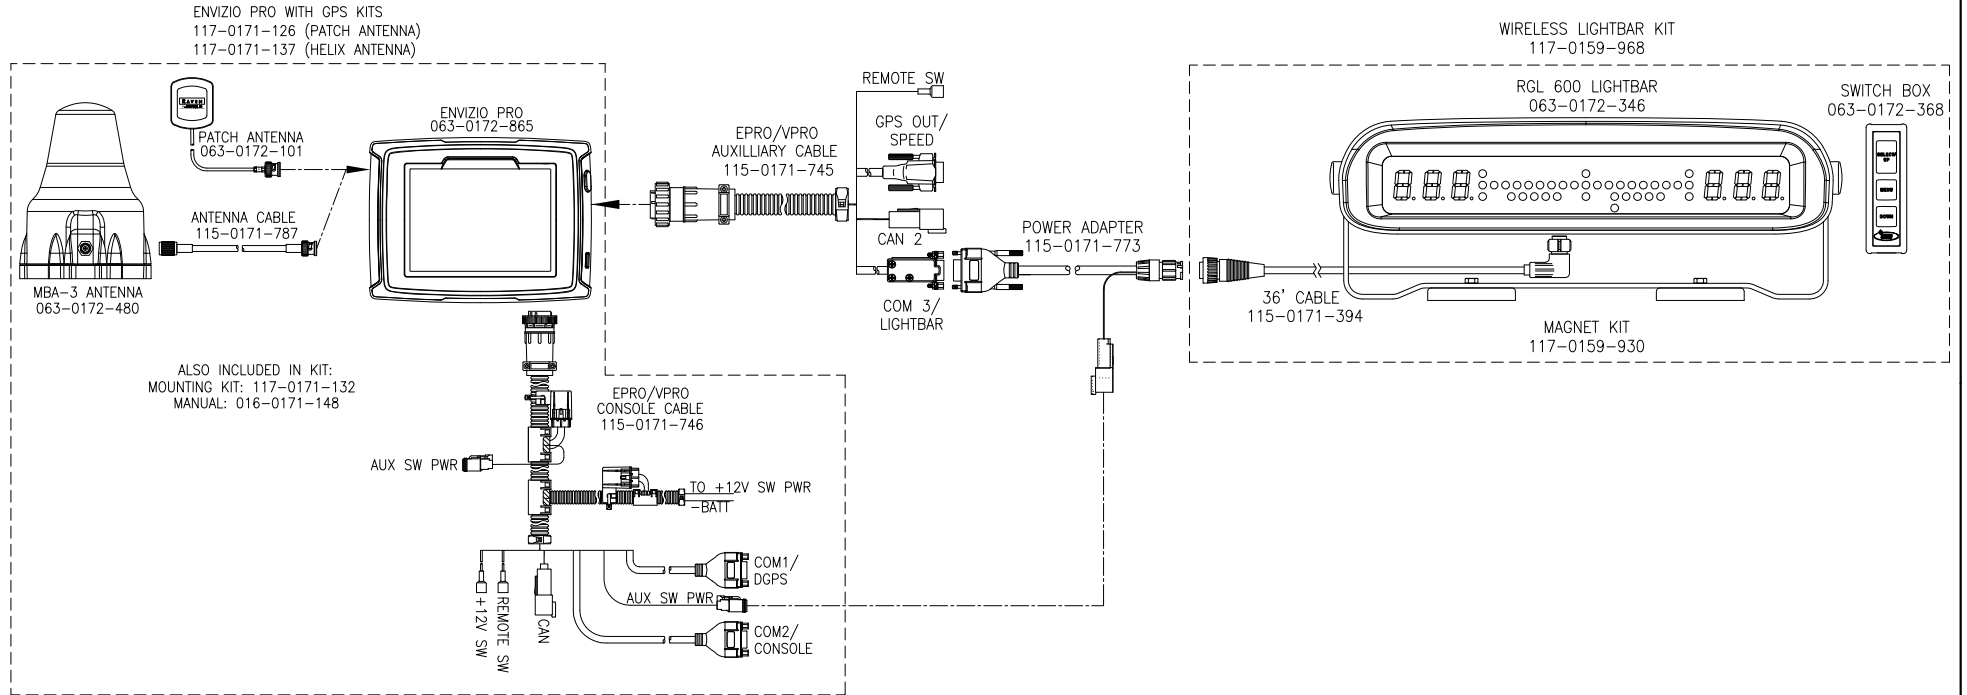 ENVIZIO PRO WITH GPS KITS
117-0171-126 (PATCH ANTENNA)
117-0171-137 (HELIX ANTENNA)
RAVEN
PATCH ANTENNA
063-0172-101
ENVIZIO PRO
063-0172-865
ANTENNA CABLE
115-0171-787
MBA-3 ANTENNA
063-0172-480
ALSO INCLUDED IN KIT:
MOUNTING KIT: 117-0171-132
MANUAL: 016-0171-148
EPRO/VPRO
CONSOLE CABLE
115-0171-746
AUX SW PWR
TO +12V SW PWR
-BATT
+12V SW
REMOTE SW
CAN
COM1/
DGPS
AUX SW PWR
COM2/
CONSOLE
EPRO/VPRO
AUXILLIARY CABLE
115-0171-745
REMOTE SW
GPS OUT/
SPEED
CAN 2
COM 3/
LIGHTBAR
POWER ADAPTER
115-0171-773
WIRELESS LIGHTBAR KIT
117-0159-968
RGL 600 LIGHTBAR
063-0172-346
SWITCH BOX
063-0172-368
UP
MENU
DOWN
36' CABLE
115-0171-394
MAGNET KIT
117-0159-930